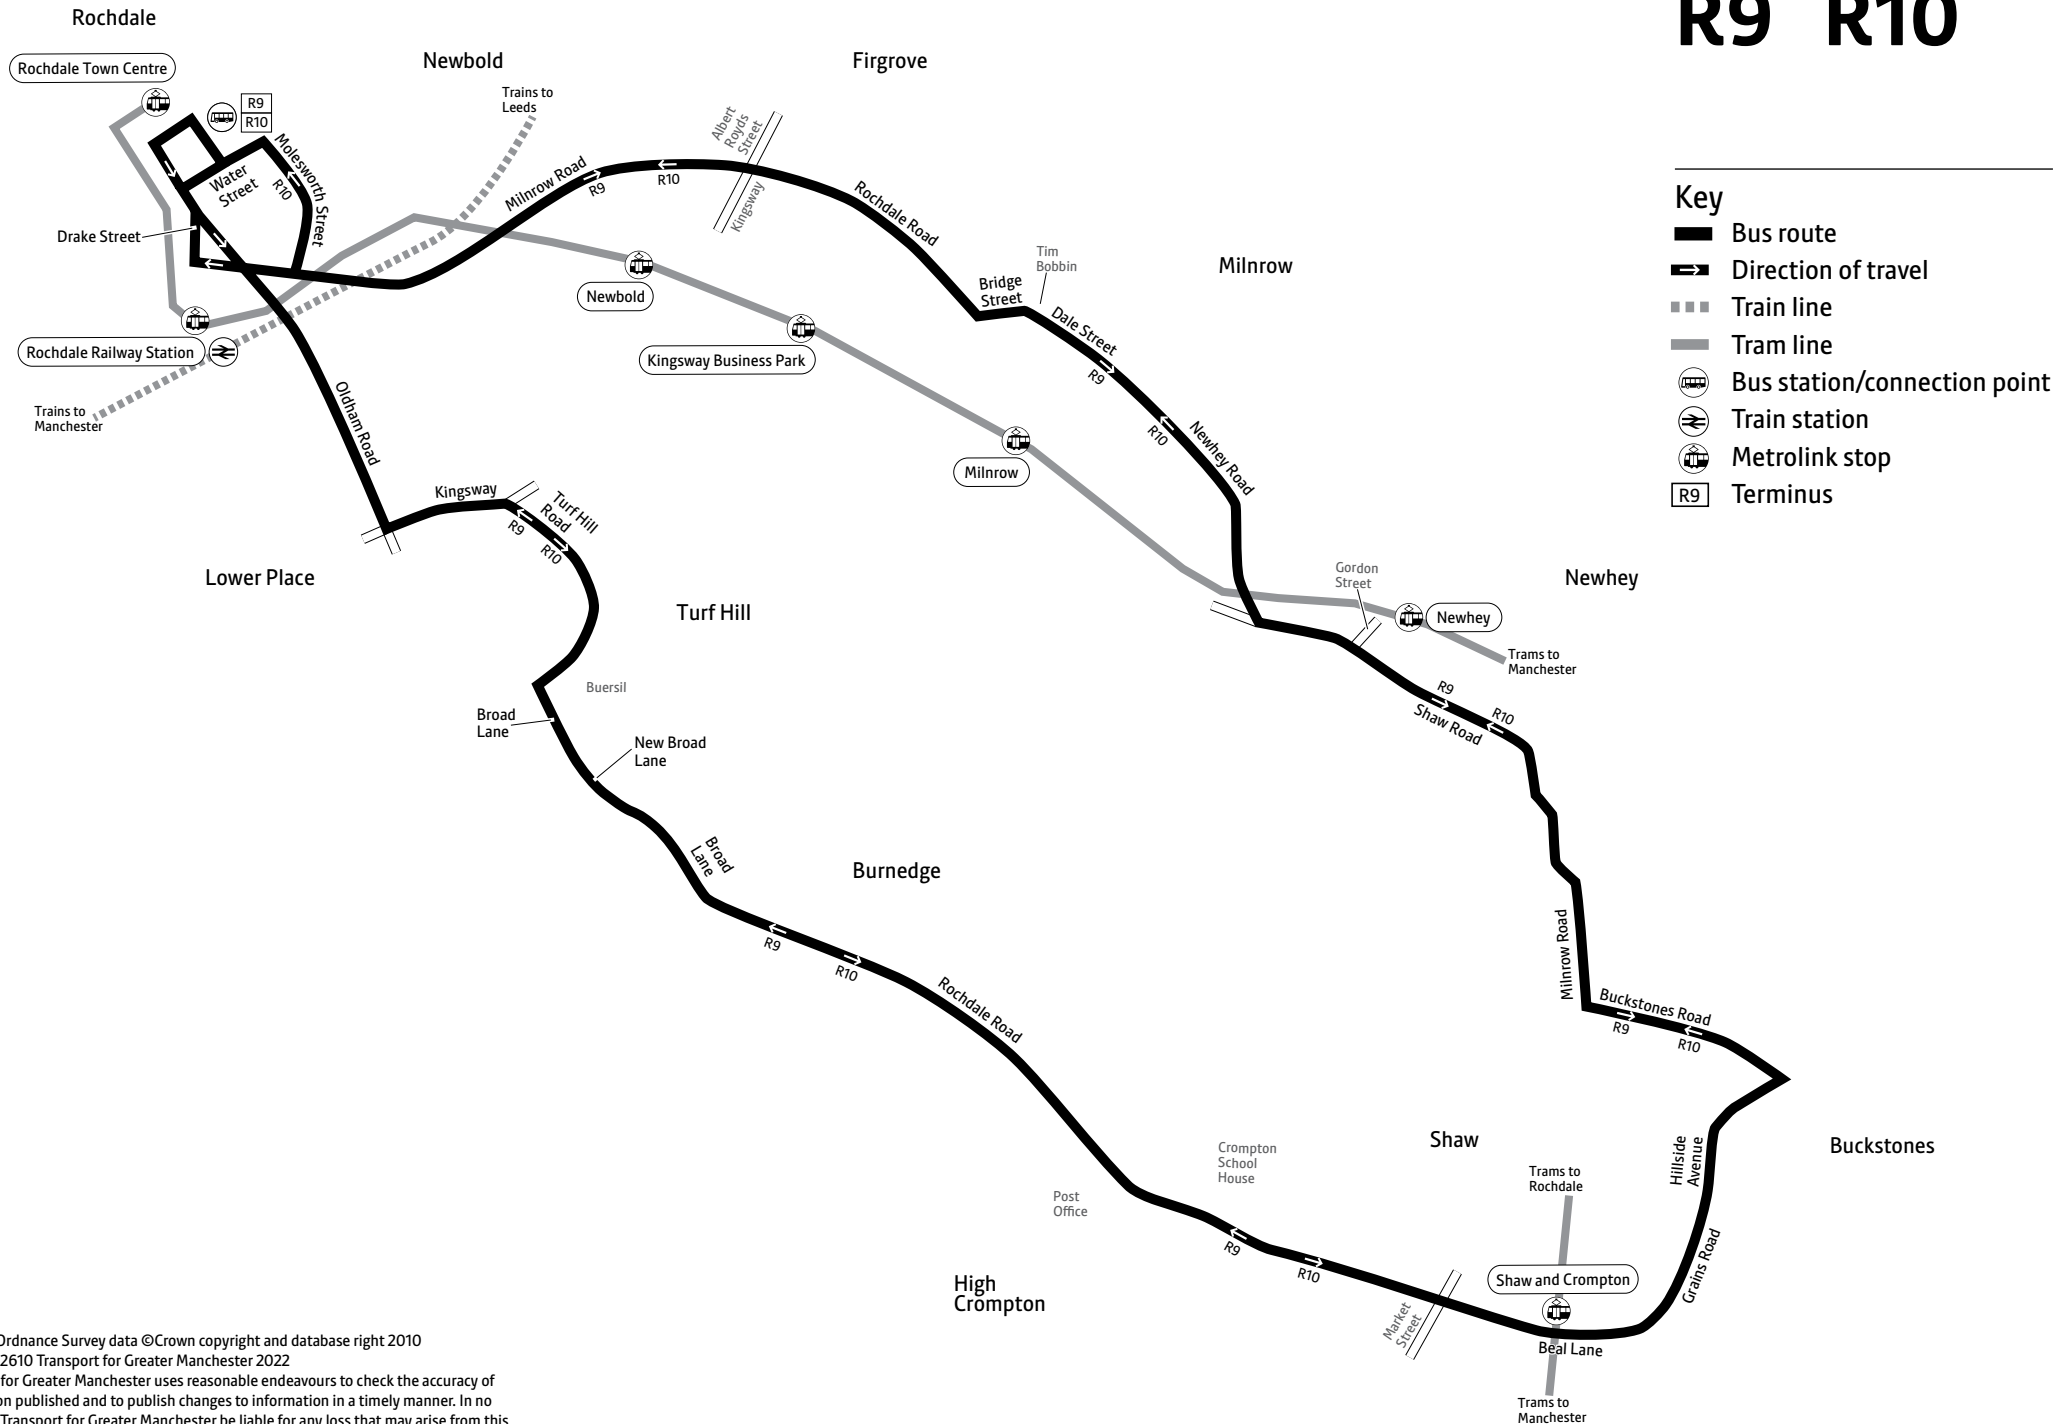 R9 R10
Rochdale
Rochdale Town Centre
Newbold
Firgrove
Trains to
Leeds
R9
R10
Albert
Royds
Street
Kingsway
Molesworth Street
R10
Water
Street
Drake Street
Milnrow Road
R9
R10
Rochdale Road
Tim
Bobbin
Bridge
Street
Milnrow
Newbold
Dale Street
R9
Rochdale Railway Station
Kingsway Business Park
Trains to
Manchester
Oldham Road
R10
Newhey Road
Milnrow
Kingsway
Turf Hill
Road
R9
R10
Lower Place
Turf Hill
Gordon
Street
Newhey
Newhey
Trams to
Manchester
Buersil
Broad
Lane
New Broad
Lane
R9
R10
Shaw Road
Broad
Lane
Burnedge
R9
R10
Rochdale Road
Milnrow Road
Buckstones Road
R9
R10
Crompton
School
House
Post
Office
Shaw
Hillside
Avenue
Buckstones
Trams to
Rochdale
R9
R10
High
Crompton
Shaw and Crompton
Grains Road
Market
Street
Beal Lane
Trams to
Manchester
Key
Bus route
Direction of travel
Train line
Tram line
Bus station/connection point
Train station
Metrolink stop
R9 Terminus
Ordnance Survey data ©Crown copyright and database right 2010
2610 Transport for Greater Manchester 2022
for Greater Manchester uses reasonable endeavours to check the accuracy of
on published and to publish changes to information in a timely manner. In no
Transport for Greater Manchester be liable for any loss that may arise from this